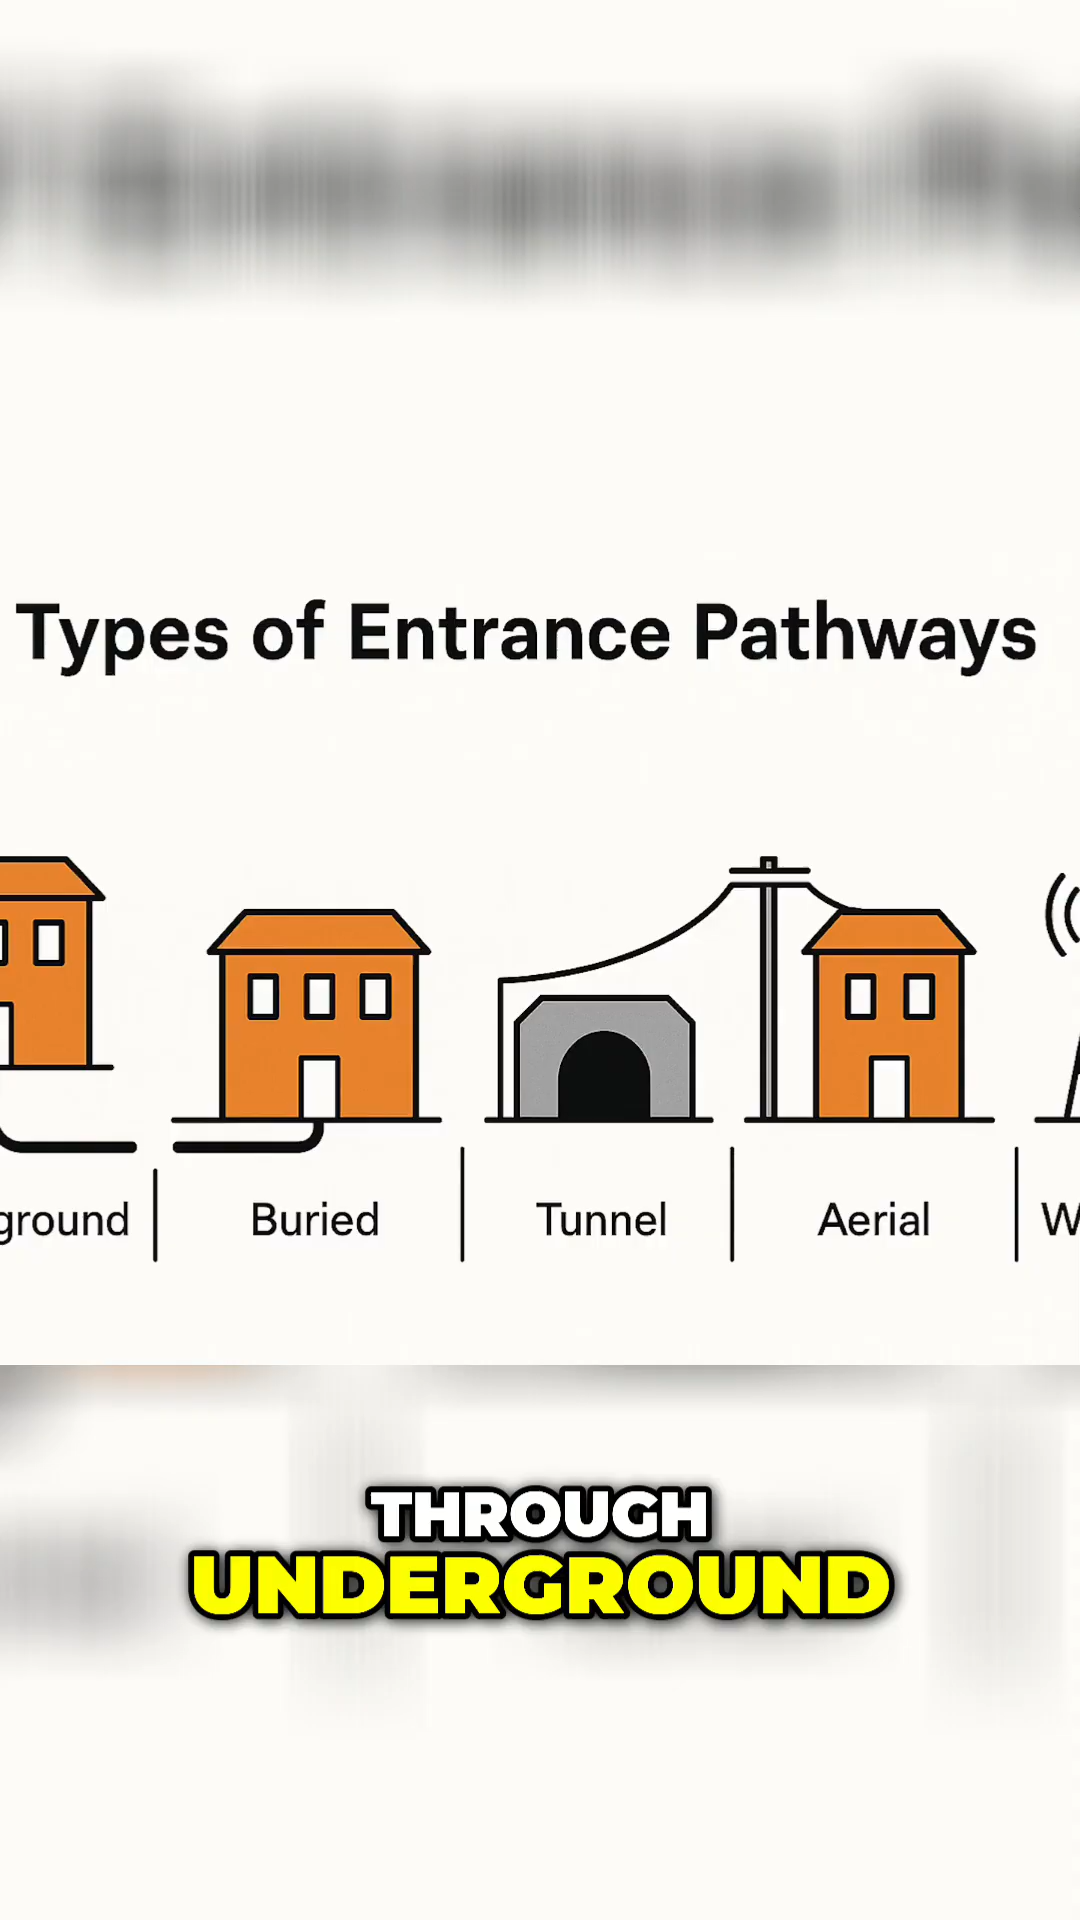 Types of Entrance Pathways
ground
Buried
Tunnel
Aerial
W
THROUGH
UNDERGROUND